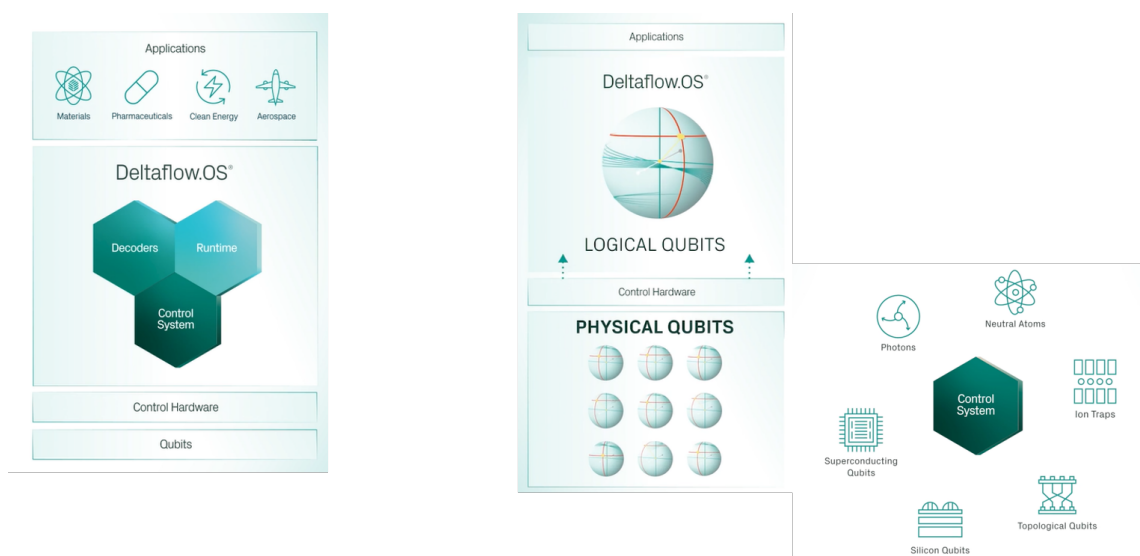 Applications
Materials
Pharmaceuticals
Clean Energy
Aerospace
Deltaflow.OS®
Decoders
Runtime
Control
System
Control Hardware
Qubits
Applications
Deltaflow.OS®
LOGICAL QUBITS
Control Hardware
PHYSICAL QUBITS
Neutral Atoms
Photons
Control
System
Ion Traps
Superconducting
Qubits
Topological Qubits
Silicon Qubits